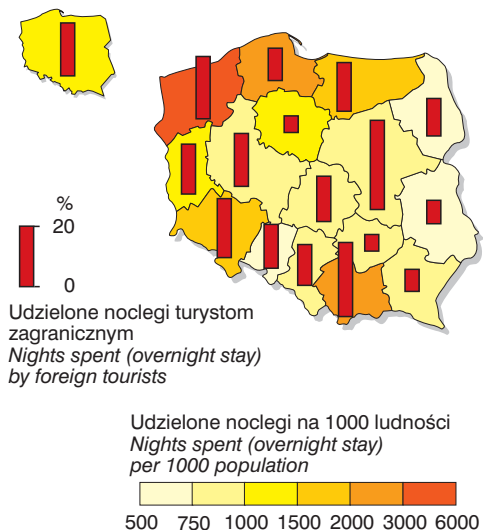 %
20
0
Udzielone noclegi turystom
zagranicznym
Nights spent (overnight stay)
by foreign tourists
Udzielone noclegi na 1000 ludności
Nights spent (overnight stay)
per 1000 population
500 750 1000 1500 2000 3000 6000